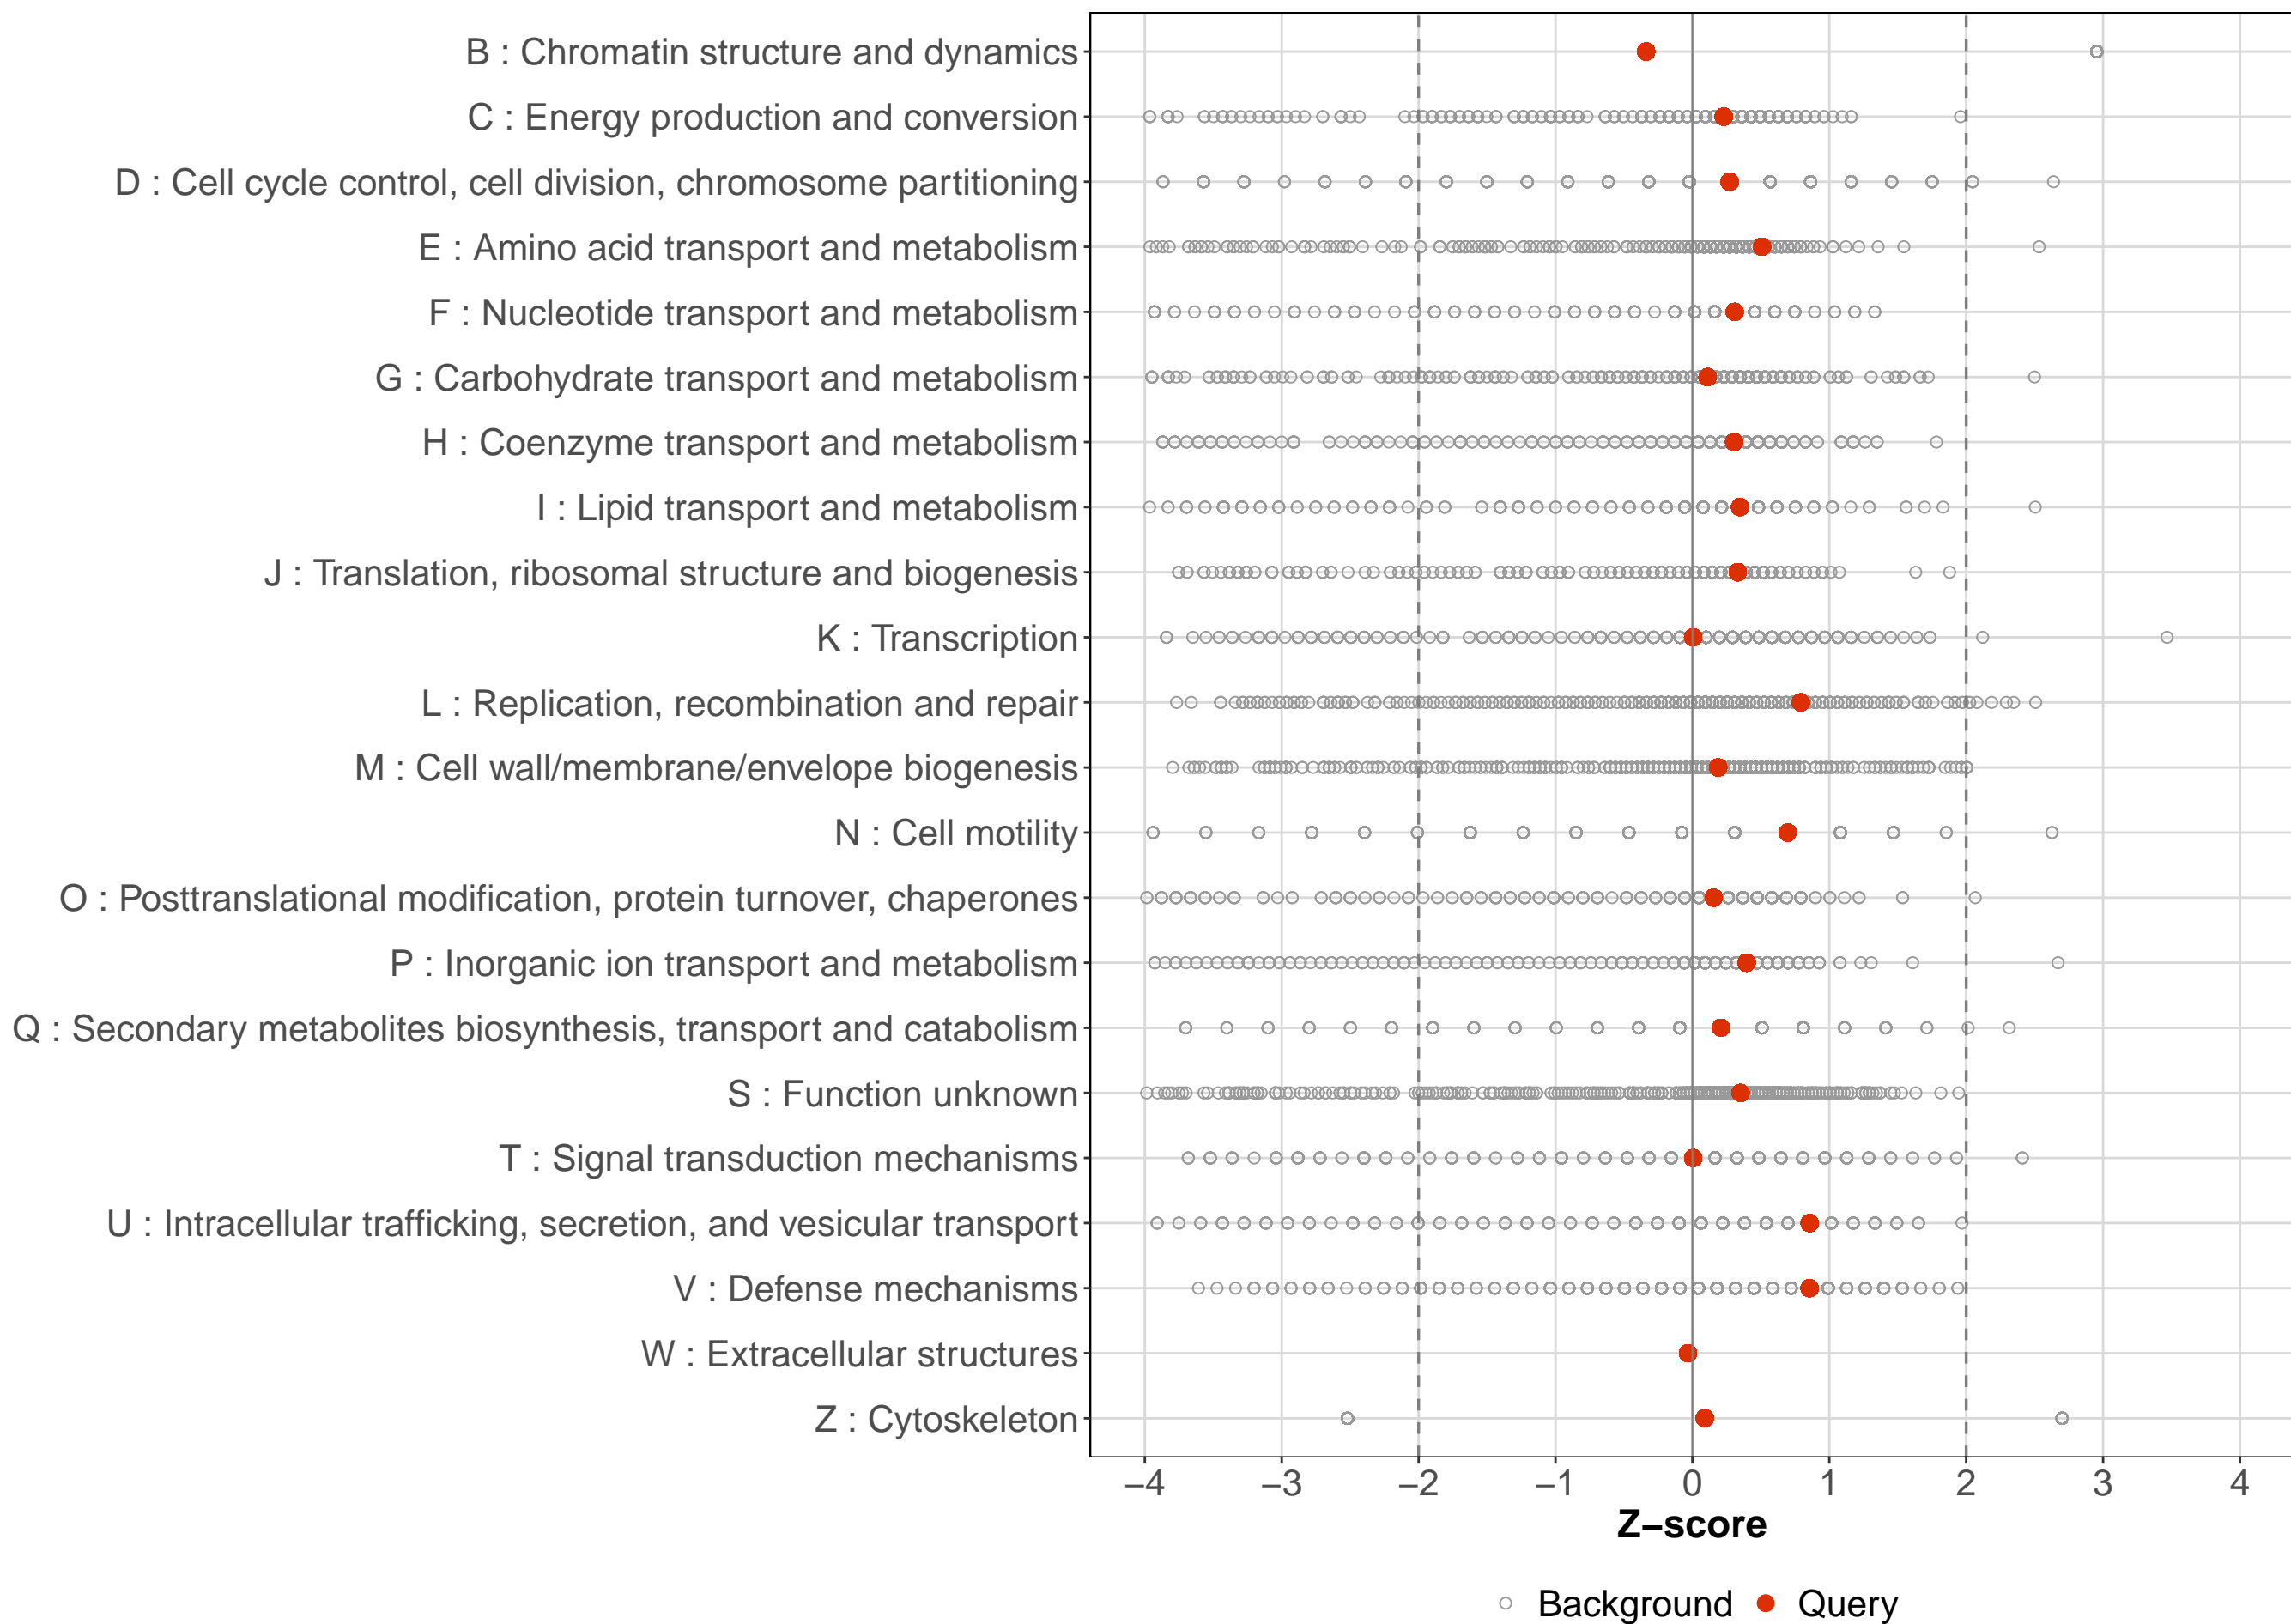 B : Chromatin structure and dynamics
C : Energy production and conversion
D : Cell cycle control, cell division, chromosome partitioning
E : Amino acid transport and metabolism
F : Nucleotide transport and metabolism
G : Carbohydrate transport and metabolism
H : Coenzyme transport and metabolism
I : Lipid transport and metabolism
J : Translation, ribosomal structure and biogenesis
K : Transcription
L : Replication, recombination and repair
M : Cell wall/membrane/envelope biogenesis
N : Cell motility
O : Posttranslational modification, protein turnover, chaperones
P : Inorganic ion transport and metabolism
Q : Secondary metabolites biosynthesis, transport and catabolism
S : Function unknown
T : Signal transduction mechanisms
U : Intracellular trafficking, secretion, and vesicular transport
V : Defense mechanisms
W : Extracellular structures
Z : Cytoskeleton
−4 −3 −2 −1 0 1 2 3 4
Z−score
Background Query